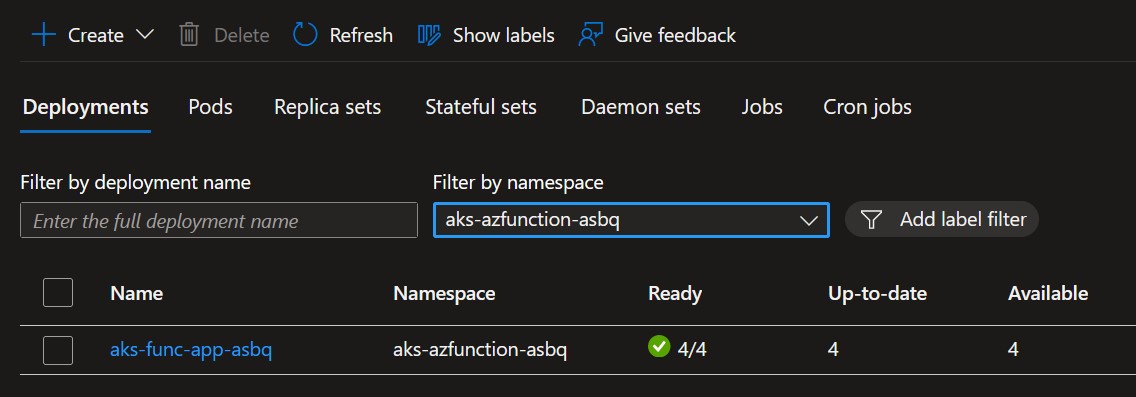 Create Delete Refresh Show labels Give feedback
Deployments Pods Replica sets Stateful sets Daemon sets Jobs Cron jobs
Filter by deployment name Filter by namespace
Enter the full deployment name aks-azfunction-asbq Add label filter
Name Namespace Ready Up-to-date Available
aks-func-app-asbq aks-azfunction-asbq 4/4 4 4